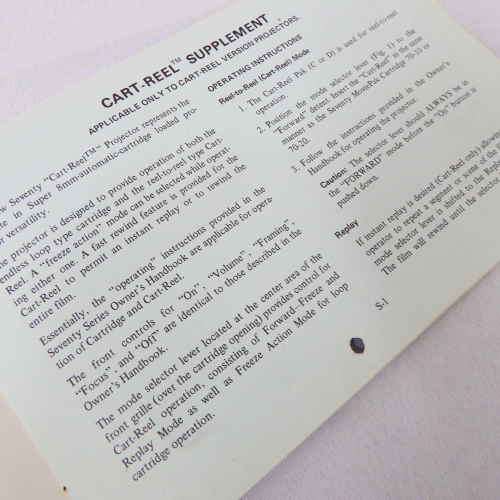 CART-REEL™ SUPPLEMENT
APPLICABLE ONLY TO CART-REEL VERSION PROJECTORS.
Seventy "Cart-Reel™" Projector represents the
in Super 8mm-automatic-cartridge loaded pro-
versatility.
projector is designed to provide operation of both the
endless loop type cartridge and the reel-to-reel type Cart-
Reel. A "freeze action" mode can be selected while operat-
ing either one. A fast rewind feature is provided for the
Cart-Reel to permit an instant replay or to rewind the
entire film.
Essentially, the "operating" instructions provided in the
Seventy Series Owner's Handbook are applicable for opera-
tion of Cartridge and Cart-Reel.
The front controls for "On", "Volume", "Framing",
"Focus", and "Off" are identical to those described in the
Owner's Handbook.
The mode selector lever located at the center area of the
front grille (over the cartridge opening) provides control for
Cart-Reel operation, consisting of Forward-Freeze and
Replay Mode as well as Freeze Action Mode for loop
cartridge operation.
OPERATING INSTRUCTIONS
Reel-to-Reel (Cart-Reel) Mode
1. The Cart-Reel Pak (C or D) is used for reel-to-reel
operation.
2. Position the mode selector lever (Fig. 1) to the
"Forward" detent. Insert the "Cart-Reel" in the same
manner as the Seventy MoviePak Cartridge 70-15 or
70-20.
3. Follow the instructions provided in the Owner's
Handbook for operating the projector.
Caution: The selector lever should ALWAYS be in
the "FORWARD" mode before the "On" button is
pushed down.
Replay
If instant replay is desired (Cart-Reel only)
operator to repeat a segment or some of the
mode selector lever is shifted to the
The film will rewind until the
S-1